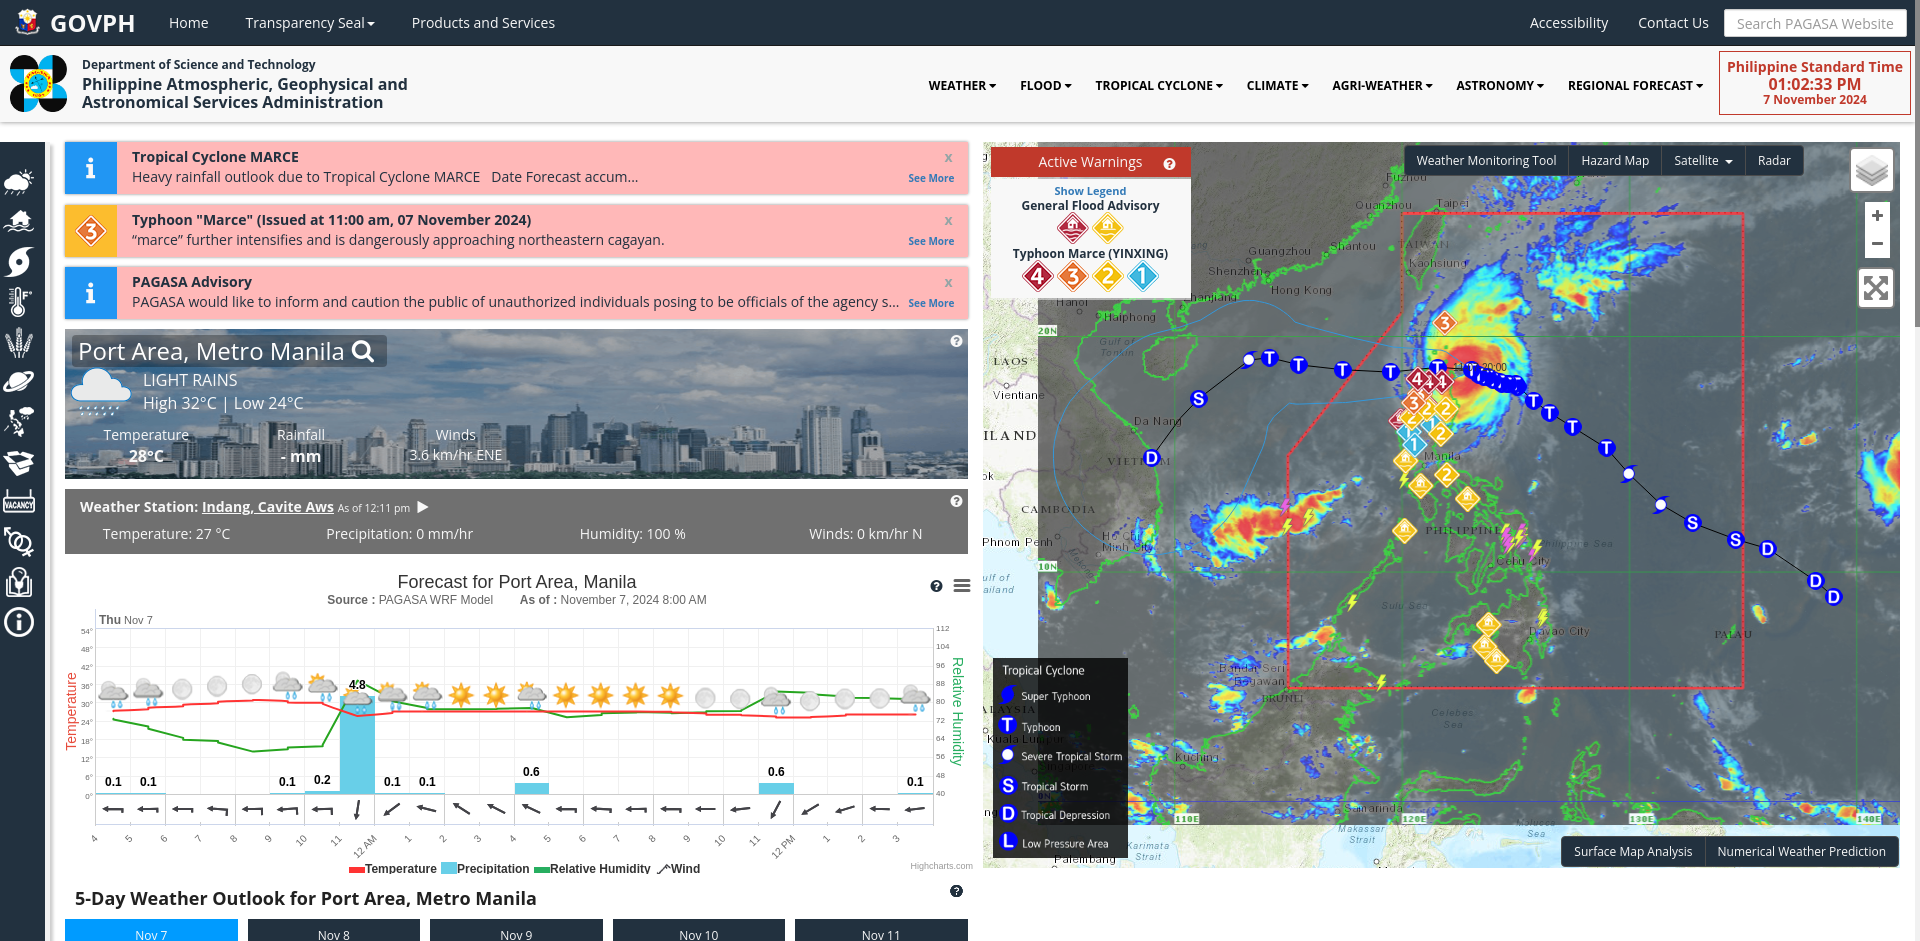 GOVPH
Home
Transparency Seal
Products and Services
Accessibility
Contact Us
Search PAGASA Website
Department of Science and Technology
Philippine Atmospheric, Geophysical and
Astronomical Services Administration
WEATHER
FLOOD
TROPICAL CYCLONE
CLIMATE
AGRI-WEATHER
ASTRONOMY
REGIONAL FORECAST
Philippine Standard Time
01:02:33 PM
7 November 2024
Tropical Cyclone MARCE
x
Heavy rainfall outlook due to Tropical Cyclone MARCE Date Forecast accum...
See More
3
Typhoon "Marce" (Issued at 11:00 am, 07 November 2024)
x
“marce” further intensifies and is dangerously approaching northeastern cagayan.
See More
PAGASA Advisory
x
PAGASA would like to inform and caution the public of unauthorized individuals posing to be officials of the agency s...
See More
Port Area, Metro Manila
LIGHT RAINS
High 32°C | Low 24°C
Temperature
Rainfall
Winds
28°C
- mm
3.6 km/hr ENE
Weather Station: Indang, Cavite Aws As of 12:11 pm
Temperature: 27 °C
Precipitation: 0 mm/hr
Humidity: 100 %
Winds: 0 km/hr N
Forecast for Port Area, Manila
Source : PAGASA WRF Model As of : November 7, 2024 8:00 AM
Thu Nov 7
54°
48°
42°
36°
30°
24°
18°
12°
6°
0°
Temperature
112
104
96
88
80
72
64
56
48
40
Relative Humidity
0.1 0.1 0.1 0.2 4.8 0.1 0.1 0.6 0.6 0.1
4 5 6 7 8 9 10 11 12 AM 1 2 3 4 5 6 7 8 9 10 11 12 PM 1 2 3
Temperature Precipitation Relative Humidity Wind
Highcharts.com
5-Day Weather Outlook for Port Area, Metro Manila
Nov 7
Nov 8
Nov 9
Nov 10
Nov 11
VACANCY
Active Warnings
Show Legend
General Flood Advisory
Typhoon Marce (YINXING)
4 3 2 1
Weather Monitoring Tool
Hazard Map
Satellite
Radar
+
−
Fuzhou
Quanzhou
Taipei
TAIWAN
Guangzhou
Shantou
Kaohsiung
Shenzhen
Hong Kong
Zhanjiang
Hanoi
Haiphong
20N
Gulf of
Tonkin
LAOS
Vientiane
Da Nang
VIETNAM
CAMBODIA
Phnom Penh
Ho Chi
Minh City
10N
Manila
PHILIPPINES
Philippine Sea
Cebu City
Sulu Sea
Davao City
PALAU
Bandar Seri
Begawan
BRUNEI
Celebes
Sea
Kuala Lumpur
Kuching
Samarinda
110E
120E
130E
140E
Makassar
Strait
Molucca
Sea
Karimata
Strait
Palembang
Tropical Cyclone
Super Typhoon
T Typhoon
Severe Tropical Storm
S Tropical Storm
D Tropical Depression
L Low Pressure Area
Surface Map Analysis
Numerical Weather Prediction